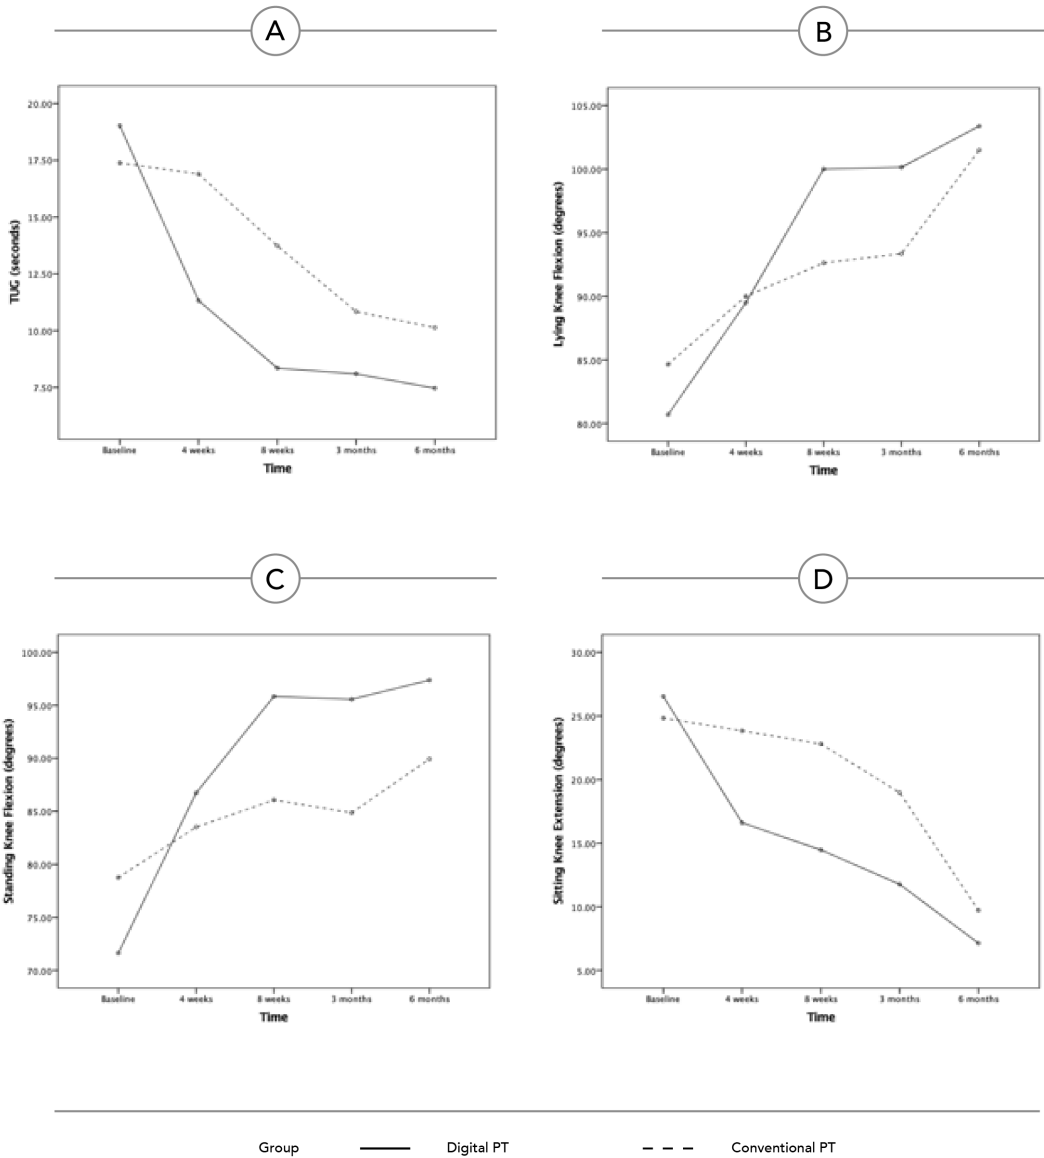 A
B
20.00
17.50
15.00
12.50
10.00
7.50
TUG (seconds)
Baseline 4 weeks 8 weeks 3 months 6 months
Time
105.00
100.00
95.00
90.00
85.00
80.00
Lying Knee Flexion (degrees)
Baseline 4 weeks 8 weeks 3 months 6 months
Time
C
D
100.00
95.00
90.00
85.00
80.00
75.00
70.00
Standing Knee Flexion (degrees)
Baseline 4 weeks 8 weeks 3 months 6 months
Time
30.00
25.00
20.00
15.00
10.00
5.00
Sitting Knee Extension (degrees)
Baseline 4 weeks 8 weeks 3 months 6 months
Time
Group Digital PT Conventional PT